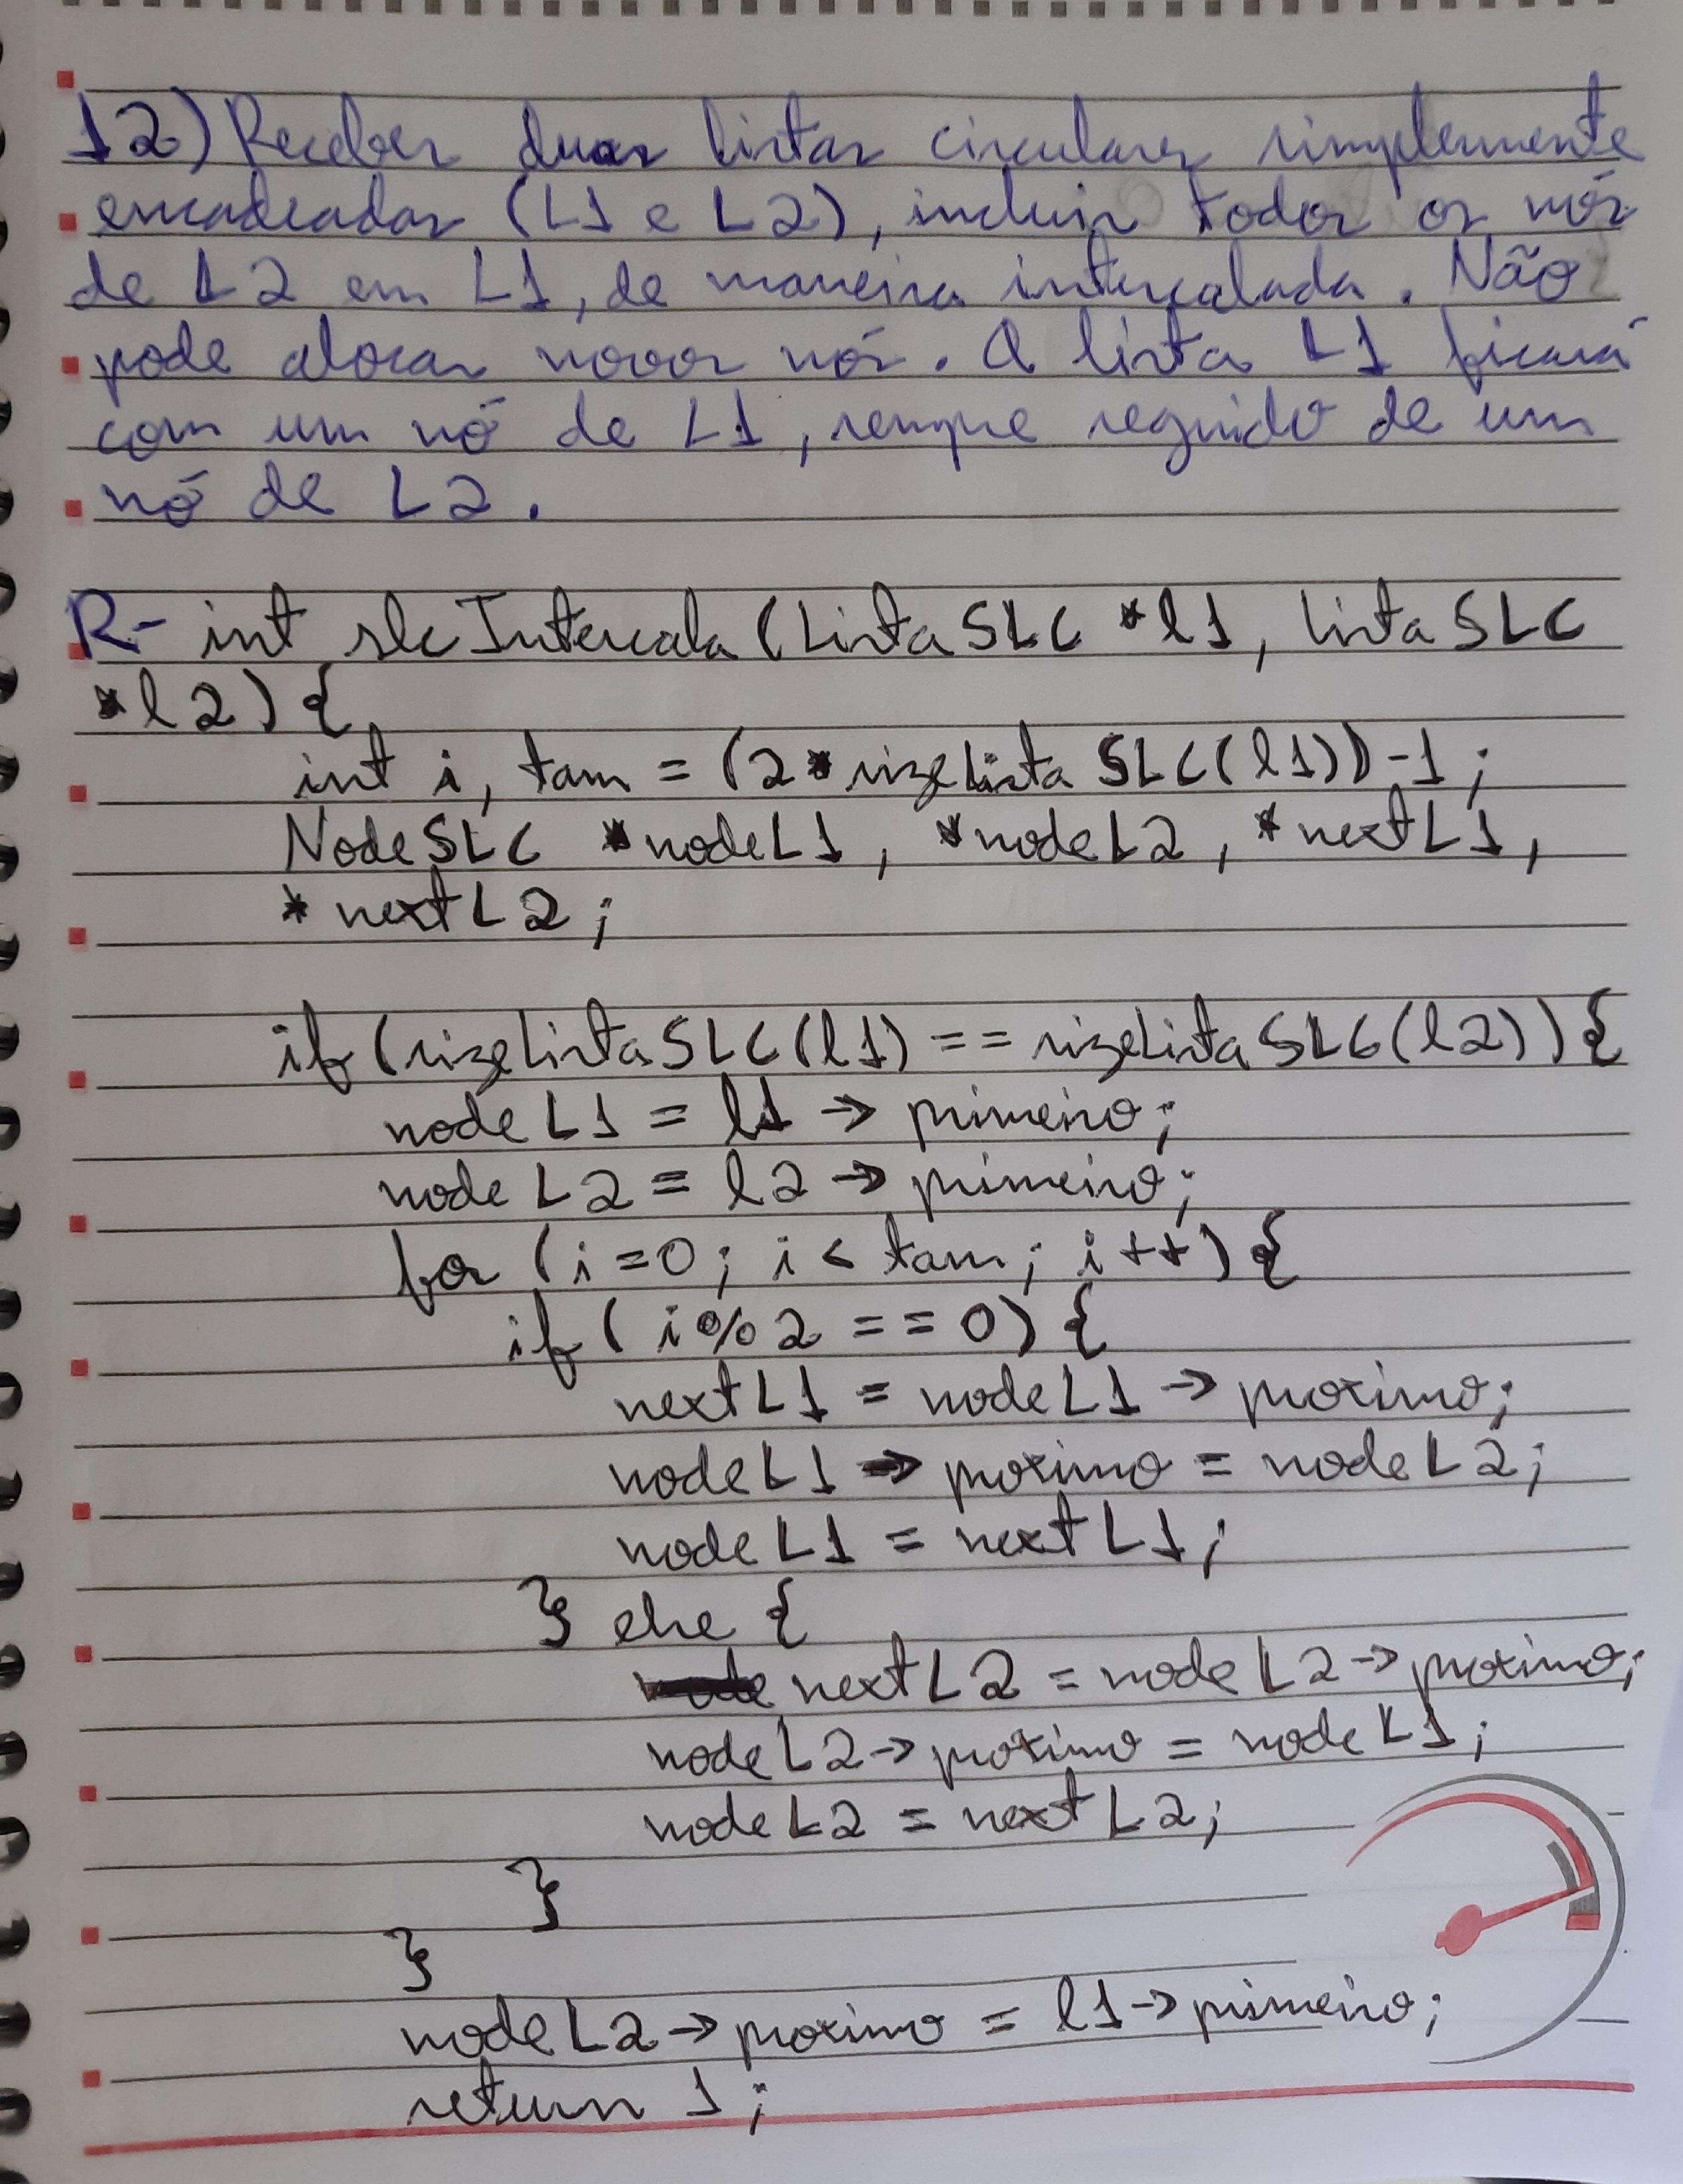 12) Receber duas listas circulares simplesmente
encadeadas (L1 e L2), incluir todos os nós
de L2 em L1, de maneira intercalada. Não
pode alocar novos nós. A lista L1 ficará
com um nó de L1, sempre seguido de um
nó de L2.
R- int slcIntercala (ListaSLC *l1, listaSLC
*l2) {
int i, tam = (2*sizeListaSLC(l1))-1;
NodeSLC *nodeL1, *nodeL2, *nextL1,
*nextL2;
if (sizeListaSLC(l1) == sizeListaSLC(l2)) {
nodeL1 = l1 -> primeiro;
nodeL2 = l2 -> primeiro;
for (i=0; i < tam; i++) {
if (i%2 == 0) {
nextL1 = nodeL1 -> proximo;
nodeL1 -> proximo = nodeL2;
nodeL1 = nextL1;
} else {
nextL2 = nodeL2->proximo;
nodeL2->proximo = nodeL1;
nodeL2 = nextL2;
}
}
nodeL2->proximo = l1->primeiro;
return 1;